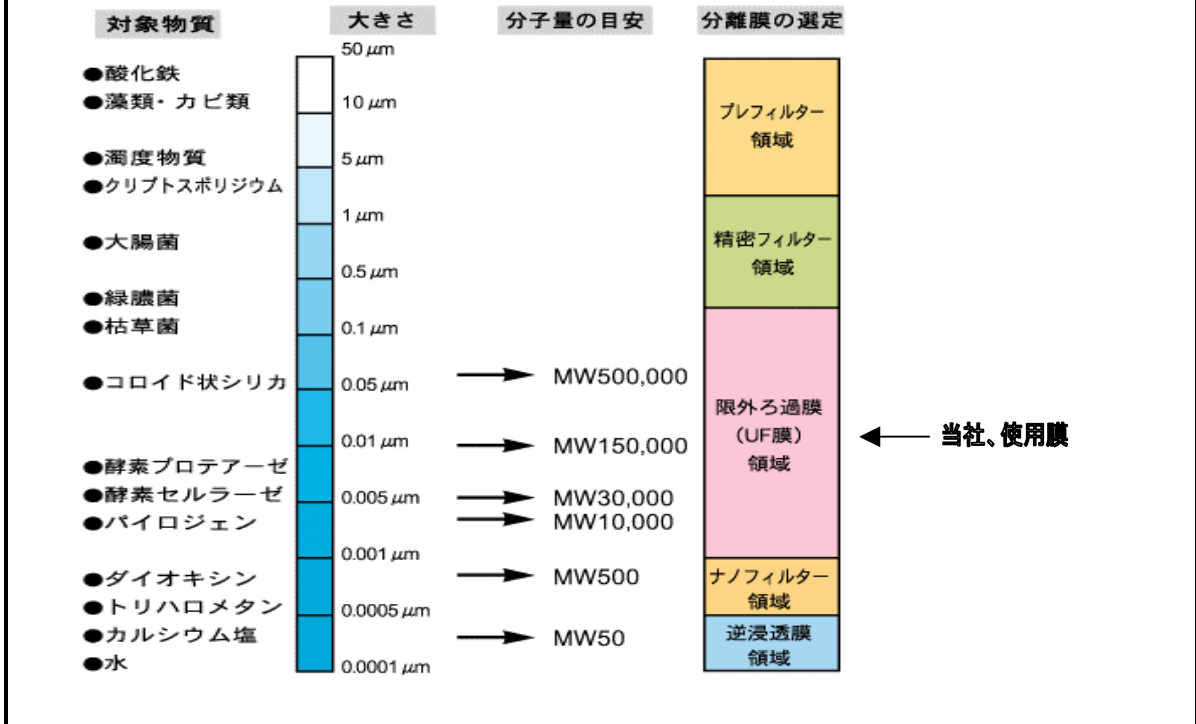 対象物質
大きさ
分子量の目安
分離膜の選定
●酸化鉄
●藻類・カビ類
●濁度物質
●クリプトスポリジウム
●大腸菌
●緑膿菌
●枯草菌
●コロイド状シリカ
●酵素プロテアーゼ
●酵素セルラーゼ
●パイロジェン
●ダイオキシン
●トリハロメタン
●カルシウム塩
●水
50 μm
10 μm
5 μm
1 μm
0.5 μm
0.1 μm
0.05 μm
0.01 μm
0.005 μm
0.001 μm
0.0005 μm
0.0001 μm
MW500,000
MW150,000
MW30,000
MW10,000
MW500
MW50
プレフィルター
領域
精密フィルター
領域
限外ろ過膜
(UF膜)
領域
ナノフィルター
領域
逆浸透膜
領域
当社、使用膜